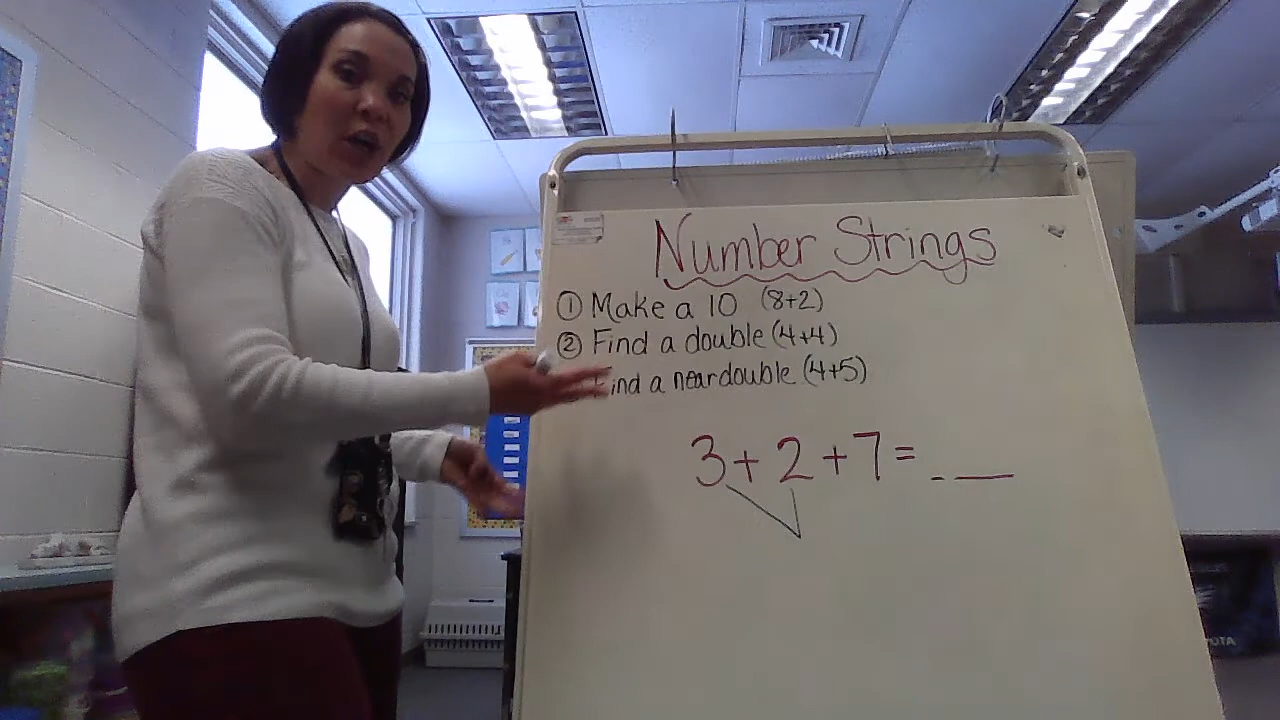 Number Strings
① Make a 10 (8+2)
② Find a double (4+4)
ind a near double (4+5)
3 + 2 + 7 = _ __